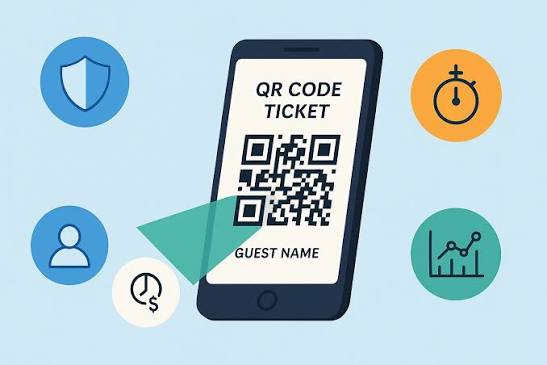 QR CODE
TICKET
GUEST NAME
$